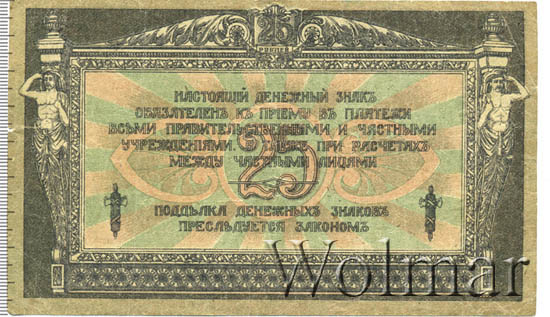 25
РУБЛЕЙ
НАСТОЯЩІЙ ДЕНЕЖНЫЙ ЗНАКЪ
ОБЯЗАТЕЛЕНЪ КЪ ПРІЕМУ ВЪ ПЛАТЕЖИ
ВСѢМИ ПРАВИТЕЛЬСТВЕННЫМИ И ЧАСТНЫМИ
УЧРЕЖДЕНІЯМИ, ТАКЖЕ ПРИ РАСЧЕТАХЪ
МЕЖДУ ЧАСТНЫМИ ЛИЦАМИ
25
ПОДДѢЛКА ДЕНЕЖНЫХЪ ЗНАКОВЪ
ПРЕСЛѢДУЕТСЯ ЗАКОНОМЪ
Wolmar